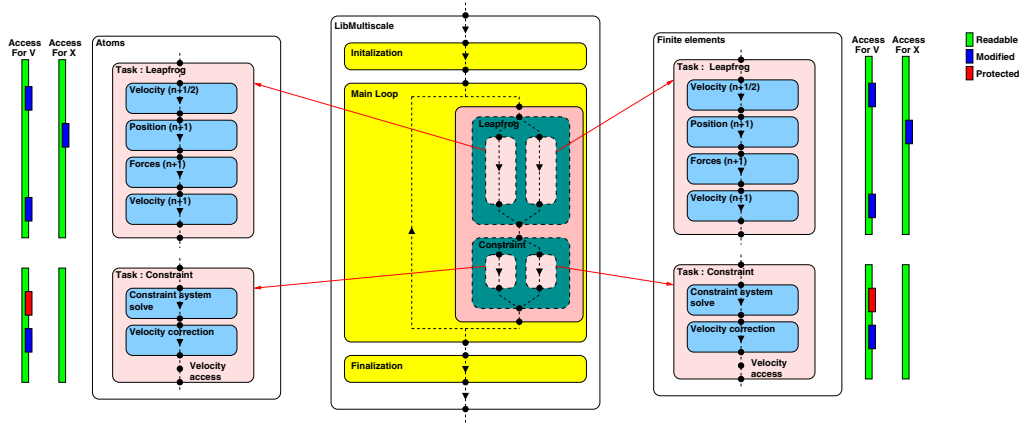 Access
For V
Access
For X
Atoms
Task : Leapfrog
Velocity (n+1/2)
Position (n+1)
Forces (n+1)
Velocity (n+1)
Task : Constraint
Constraint system
solve
Velocity correction
Velocity
access
LibMultiscale
Initalization
Main Loop
Leapfrog
Constraint
Finalization
Finite elements
Task : Leapfrog
Velocity (n+1/2)
Position (n+1)
Forces (n+1)
Velocity (n+1)
Task : Constraint
Constraint system
solve
Velocity correction
Velocity
access
Access
For V
Access
For X
Readable
Modified
Protected